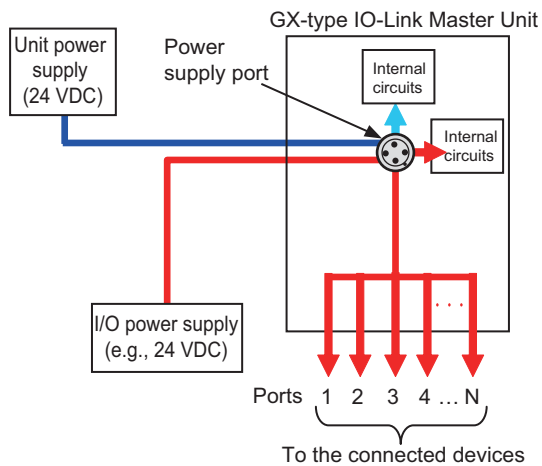 GX-type IO-Link Master Unit
Unit power
supply
(24 VDC)
Power
supply port
Internal
circuits
Internal
circuits
I/O power supply
(e.g., 24 VDC)
. . .
Ports 1 2 3 4 ... N
To the connected devices